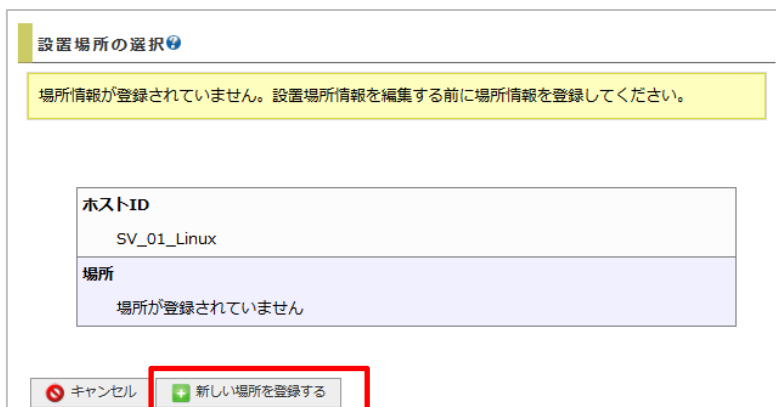 設置場所の選択
場所情報が登録されていません。設置場所情報を編集する前に場所情報を登録してください。
ホストID
SV_01_Linux
場所
場所が登録されていません
キャンセル 新しい場所を登録する